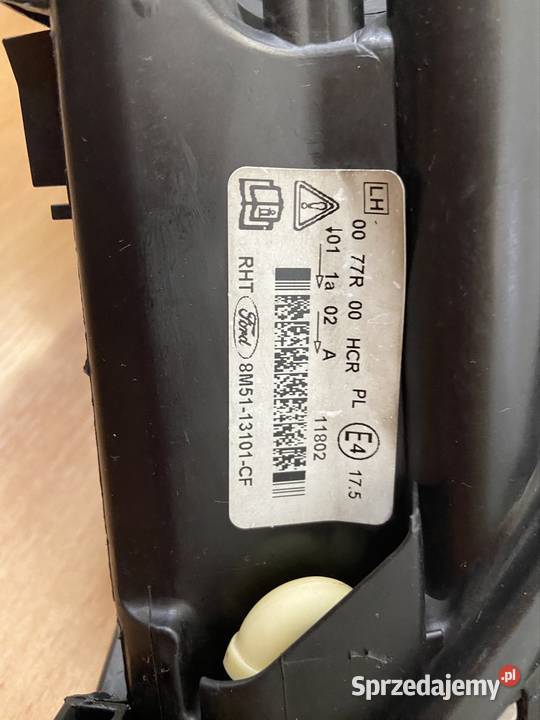 LH
00 77R 00 HCR PL E4 17.5
01 1a 02 A
11802
RHT Ford 8M51-13101-CF
Sprzedajemy.pl